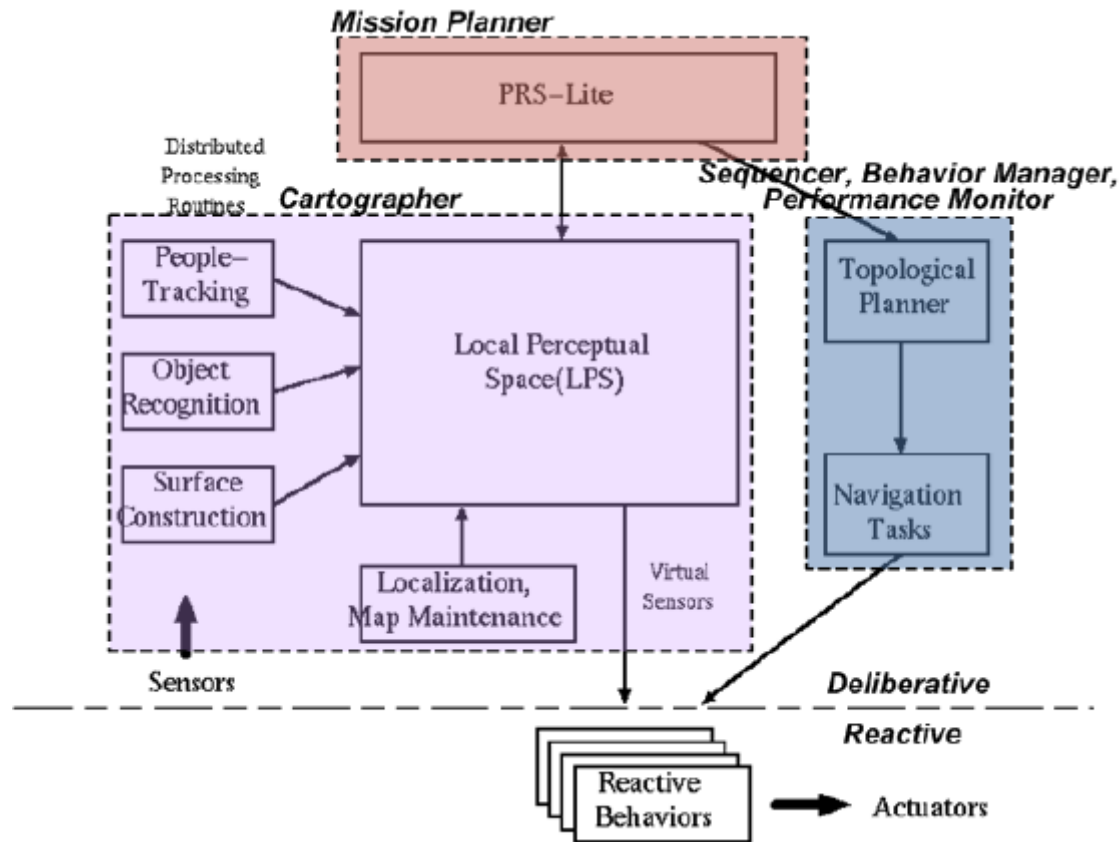 Mission Planner
PRS-Lite
Distributed
Processing
Routines
Cartographer
Sequencer, Behavior Manager,
Performance Monitor
People-
Tracking
Object
Recognition
Surface
Construction
Local Perceptual
Space(LPS)
Localization,
Map Maintenance
Virtual
Sensors
Topological
Planner
Navigation
Tasks
Sensors
Deliberative
Reactive
Reactive
Behaviors
Actuators